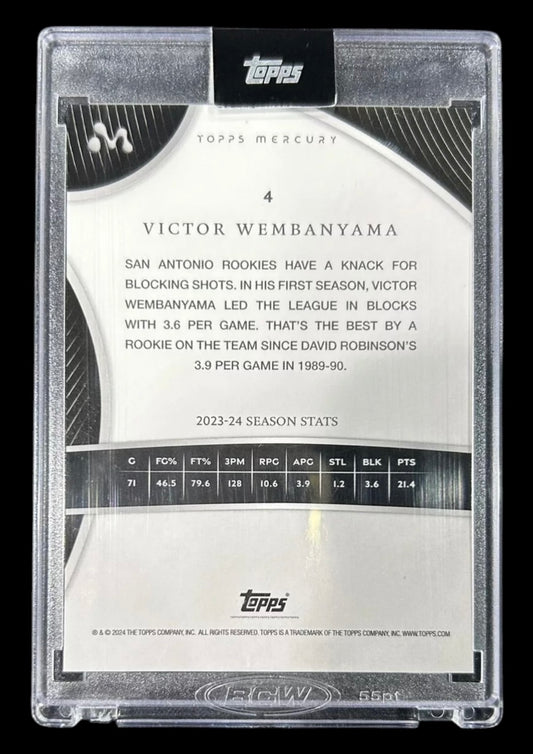 TOPPS
TOPPS MERCURY
4
VICTOR WEMBANYAMA
SAN ANTONIO ROOKIES HAVE A KNACK FOR
BLOCKING SHOTS. IN HIS FIRST SEASON, VICTOR
WEMBANYAMA LED THE LEAGUE IN BLOCKS
WITH 3.6 PER GAME. THAT'S THE BEST BY A
ROOKIE ON THE TEAM SINCE DAVID ROBINSON'S
3.9 PER GAME IN 1989-90.
2023-24 SEASON STATS
G FG% FT% 3PM RPG APG STL BLK PTS
71 46.5 79.6 128 10.6 3.9 1.2 3.6 21.4
TOPPS®
® & © 2024 THE TOPPS COMPANY, INC. ALL RIGHTS RESERVED. TOPPS IS A TRADEMARK OF THE TOPPS COMPANY, INC. WWW.TOPPS.COM
BCW 55pt